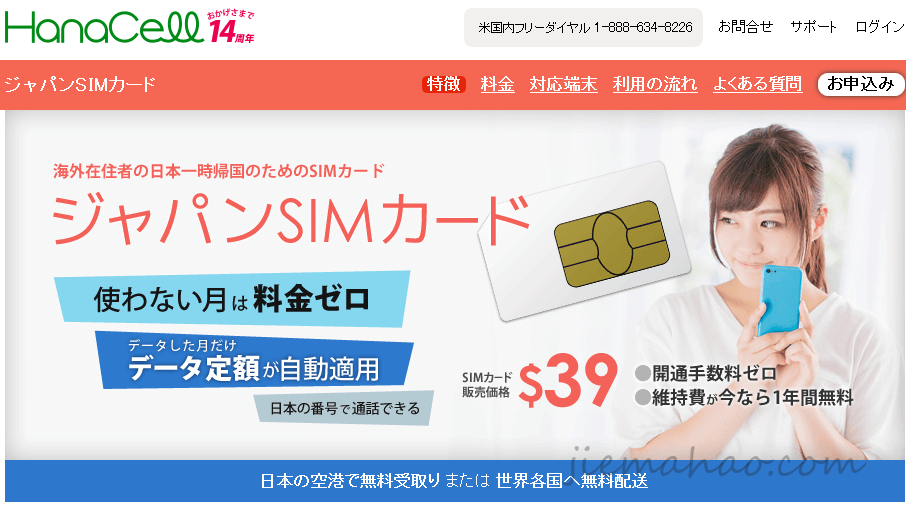 HanaCell
おかげさまで
14周年
米国内フリーダイヤル 1-888-634-8226
お問合せ サポート ログイン
ジャパンSIMカード
特徴 料金 対応端末 利用の流れ よくある質問 お申込み
海外在住者の日本一時帰国のためのSIMカード
ジャパンSIMカード
使わない月は 料金ゼロ
データした月だけ
データ定額が自動適用
日本の番号で通話できる
SIMカード
販売価格
$39
●開通手数料ゼロ
●維持費が今なら1年間無料
jiemahao.com
日本の空港で無料受取り または 世界各国へ無料配送